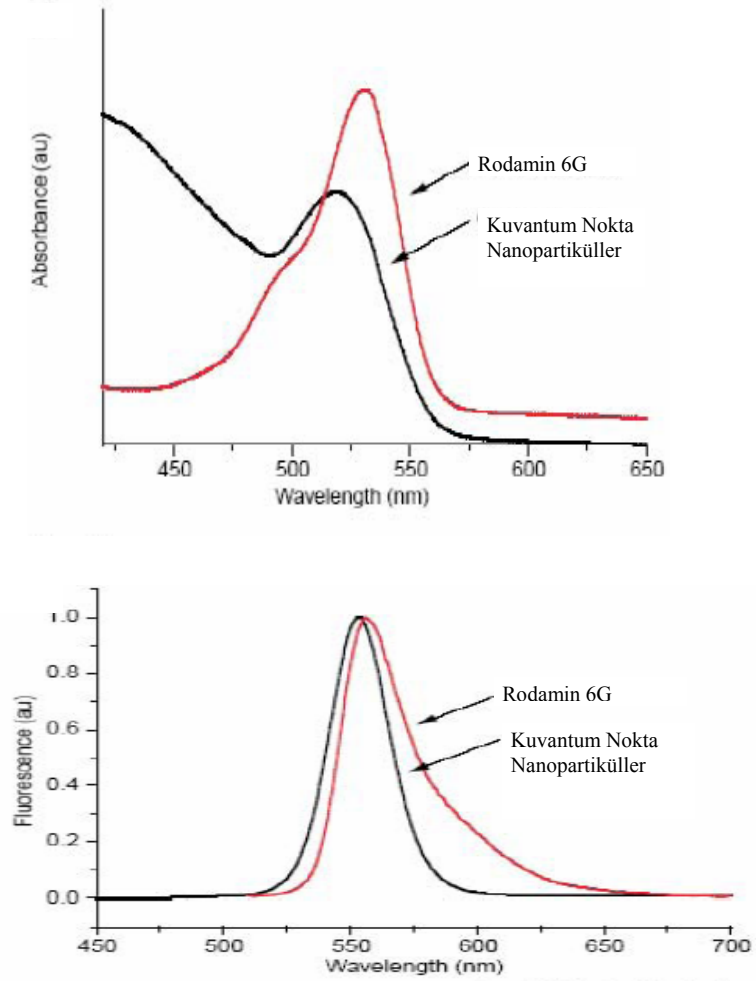 Absorbance (au)
Rodamin 6G
Kuvantum Nokta
Nanopartiküller
450 500 550 600 650
Wavelength (nm)
Fluorescence (au)
1.0
0.8
0.6
0.4
0.2
0.0
Rodamin 6G
Kuvantum Nokta
Nanopartiküller
450 500 550 600 650 700
Wavelength (nm)